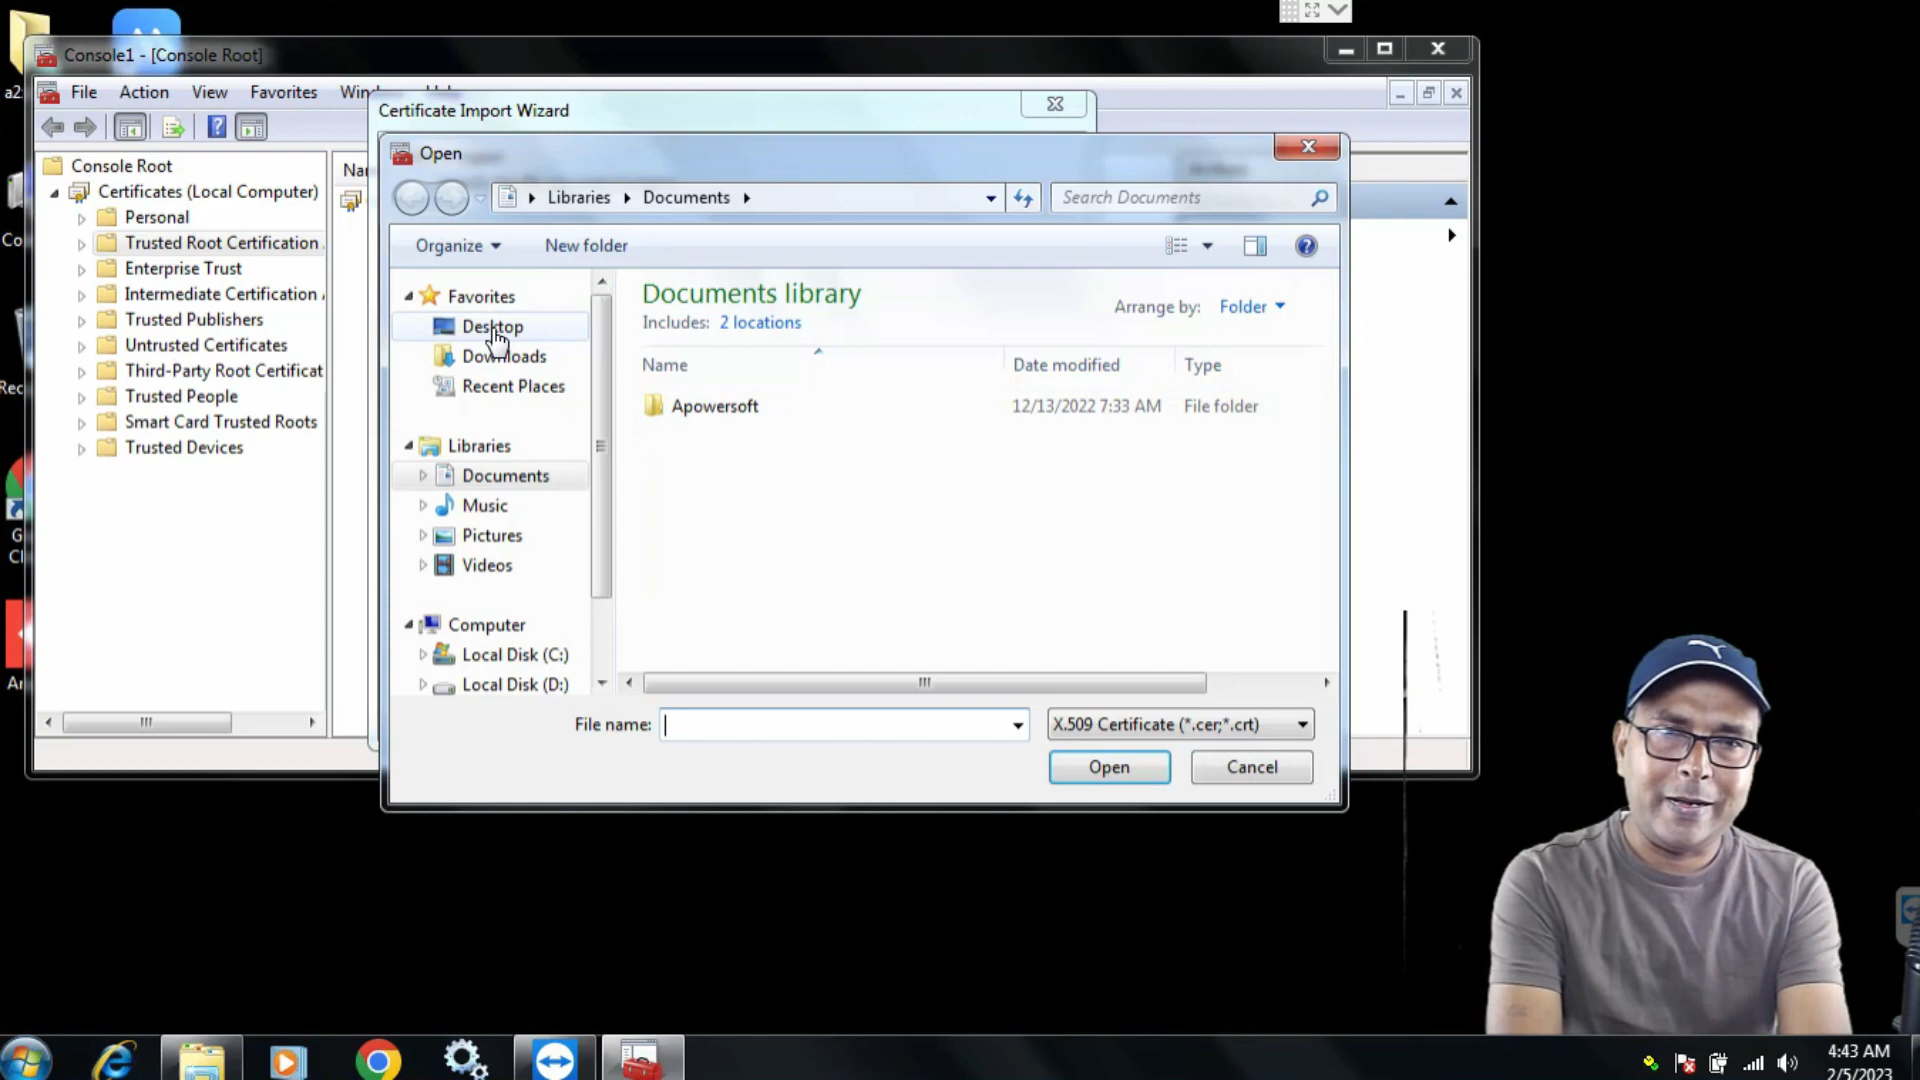 Console1 - [Console Root]
File Action View Favorites
Certificate Import Wizard
Open
Libraries Documents
Search Documents
Organize New folder
Console Root
Certificates (Local Computer)
Personal
Trusted Root Certification
Enterprise Trust
Intermediate Certification
Trusted Publishers
Untrusted Certificates
Third-Party Root Certificat
Trusted People
Smart Card Trusted Roots
Trusted Devices
Favorites
Desktop
Downloads
Recent Places
Libraries
Documents
Music
Pictures
Videos
Computer
Local Disk (C:)
Local Disk (D:)
Documents library
Includes: 2 locations
Arrange by: Folder
Name Date modified Type
Apowersoft 12/13/2022 7:33 AM File folder
File name:
X.509 Certificate (*.cer;*.crt)
Open Cancel
4:43 AM
2/5/2023